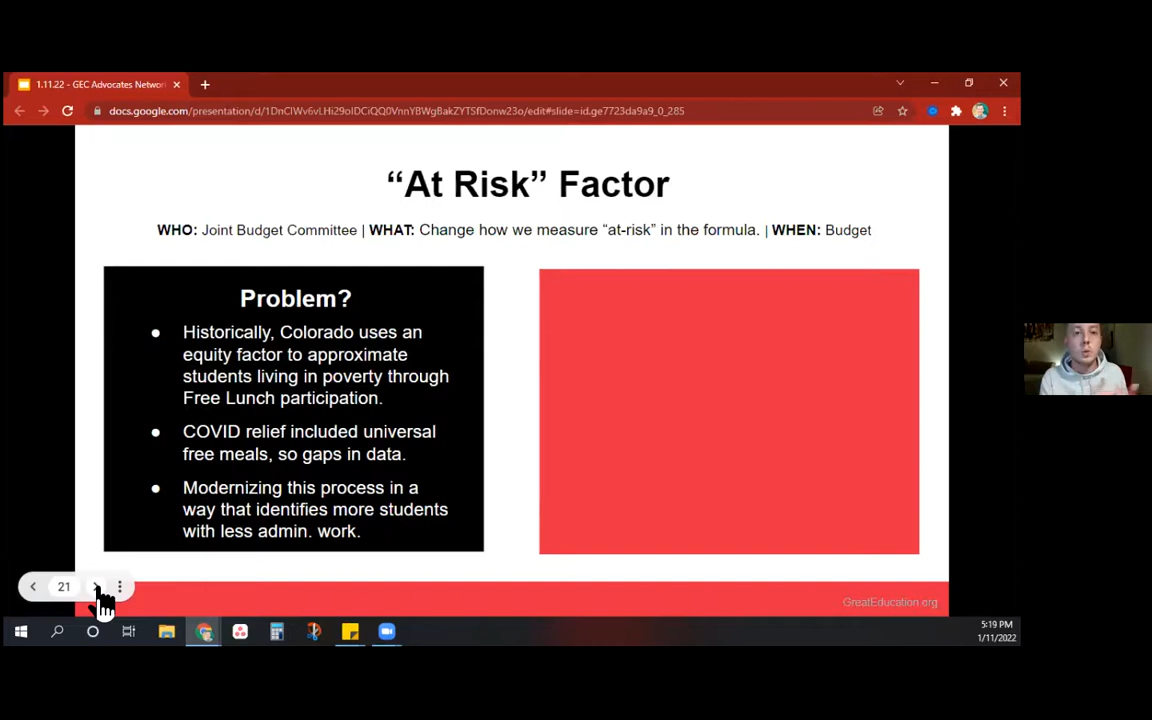 1.11.22 - GEC Advocates Networ
docs.google.com/presentation/d/1DnClWv6vLHi29olDCiQQ0VnnYBWgBakZYTSfDonw23o/edit#slide=id.ge7723da9a9_0_285
“At Risk” Factor
WHO: Joint Budget Committee | WHAT: Change how we measure “at-risk” in the formula. | WHEN: Budget
Problem?
● Historically, Colorado uses an
equity factor to approximate
students living in poverty through
Free Lunch participation.
● COVID relief included universal
free meals, so gaps in data.
● Modernizing this process in a
way that identifies more students
with less admin. work.
21
GreatEducation.org
5:19 PM
1/11/2022